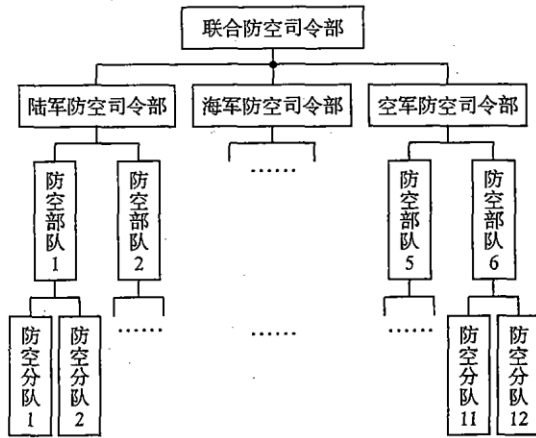 联合防空司令部
陆军防空司令部
海军防空司令部
空军防空司令部
……
防空部队1
防空部队2
防空部队5
防空部队6
……
……
……
防空分队1
防空分队2
防空分队11
防空分队12